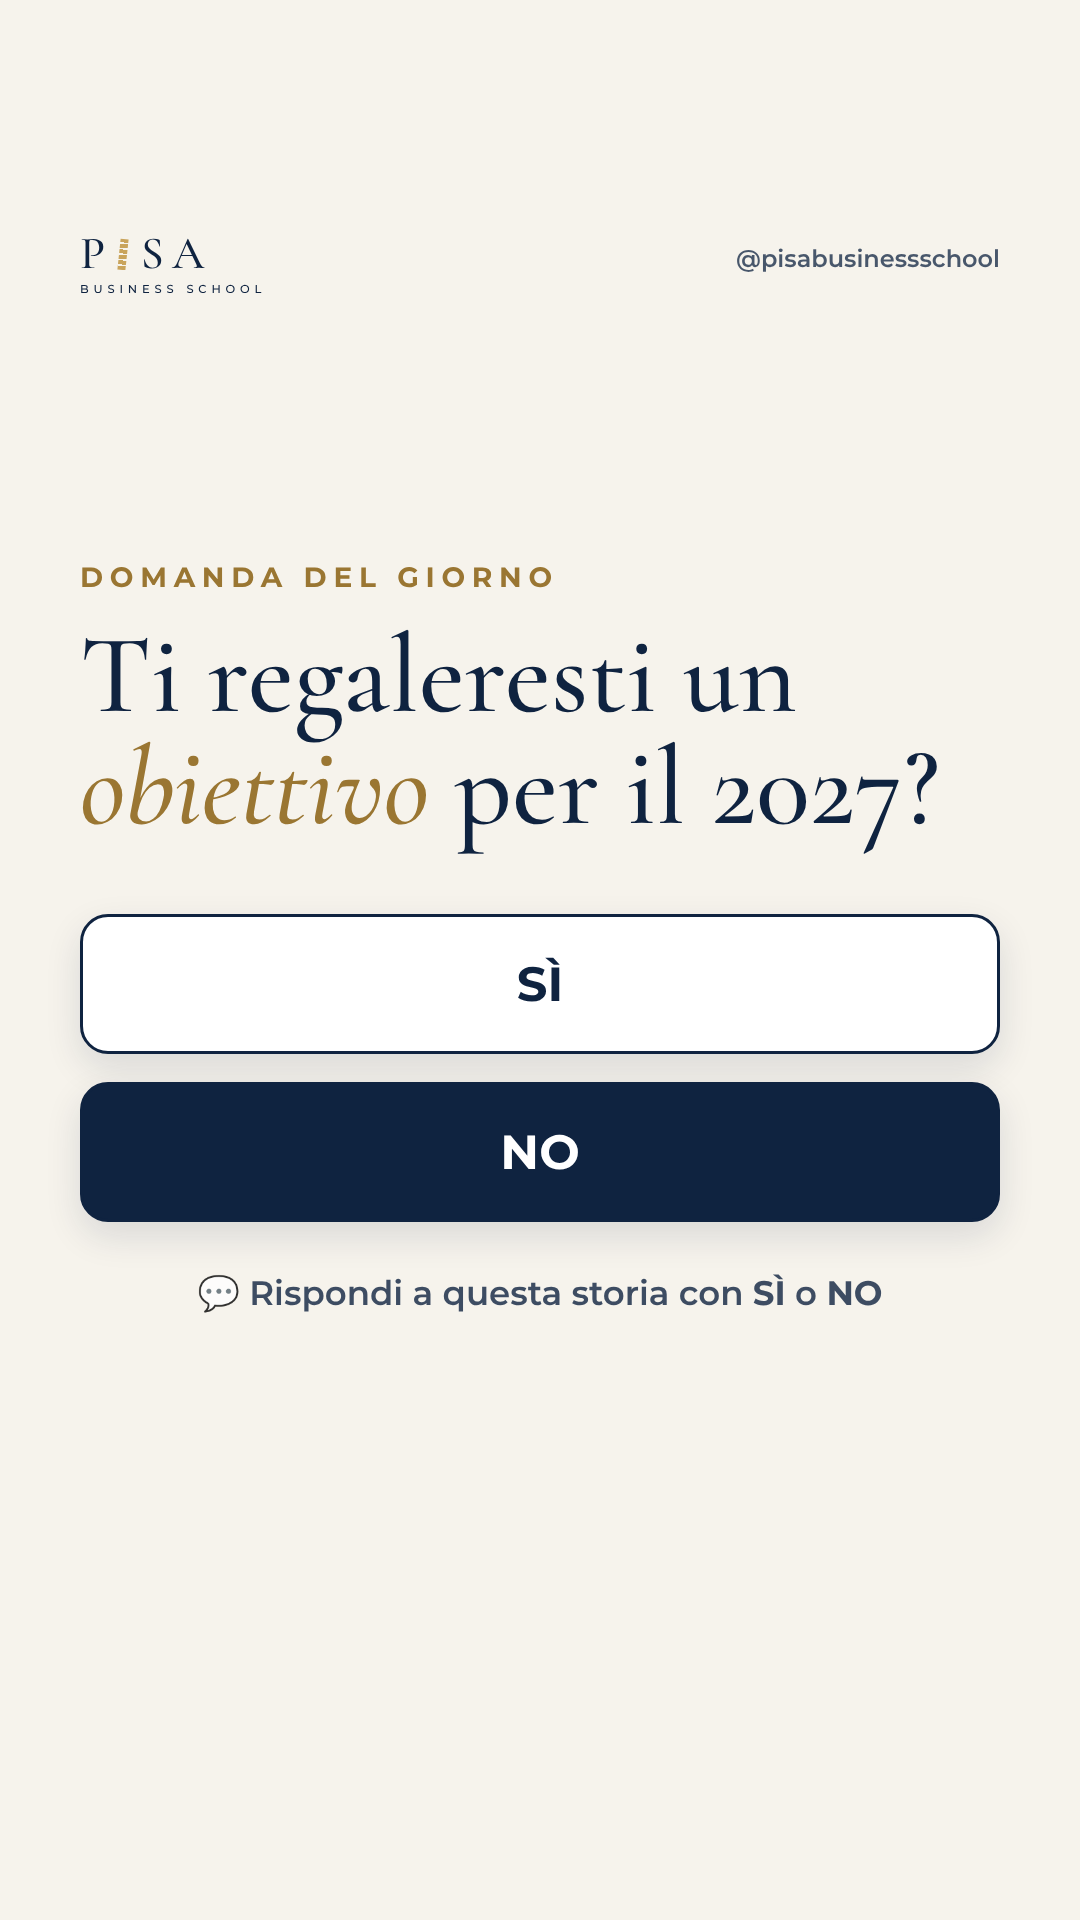 PISA
BUSINESS SCHOOL
@pisabusinessschool
DOMANDA DEL GIORNO
Ti regaleresti un
obiettivo per il 2027?
SÌ
NO
💬 Rispondi a questa storia con SÌ o NO